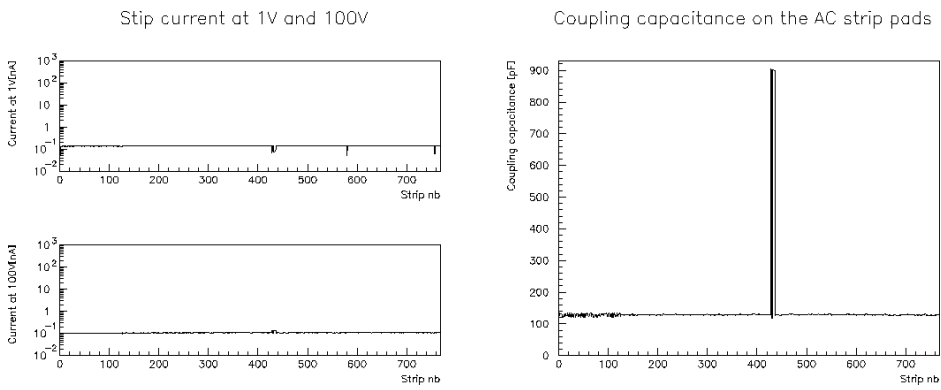 Stip current at 1V and 100V
Coupling capacitance on the AC strip pads
Current at 1V[nA]
10³
10²
10
1
10⁻¹
10⁻²
0 100 200 300 400 500 600 700
Strip nb
Current at 100V[nA]
10³
10²
10
1
10⁻¹
10⁻²
0 100 200 300 400 500 600 700
Strip nb
Coupling capacitance [pF]
900
800
700
600
500
400
300
200
100
0
0 100 200 300 400 500 600 700
Strip nb